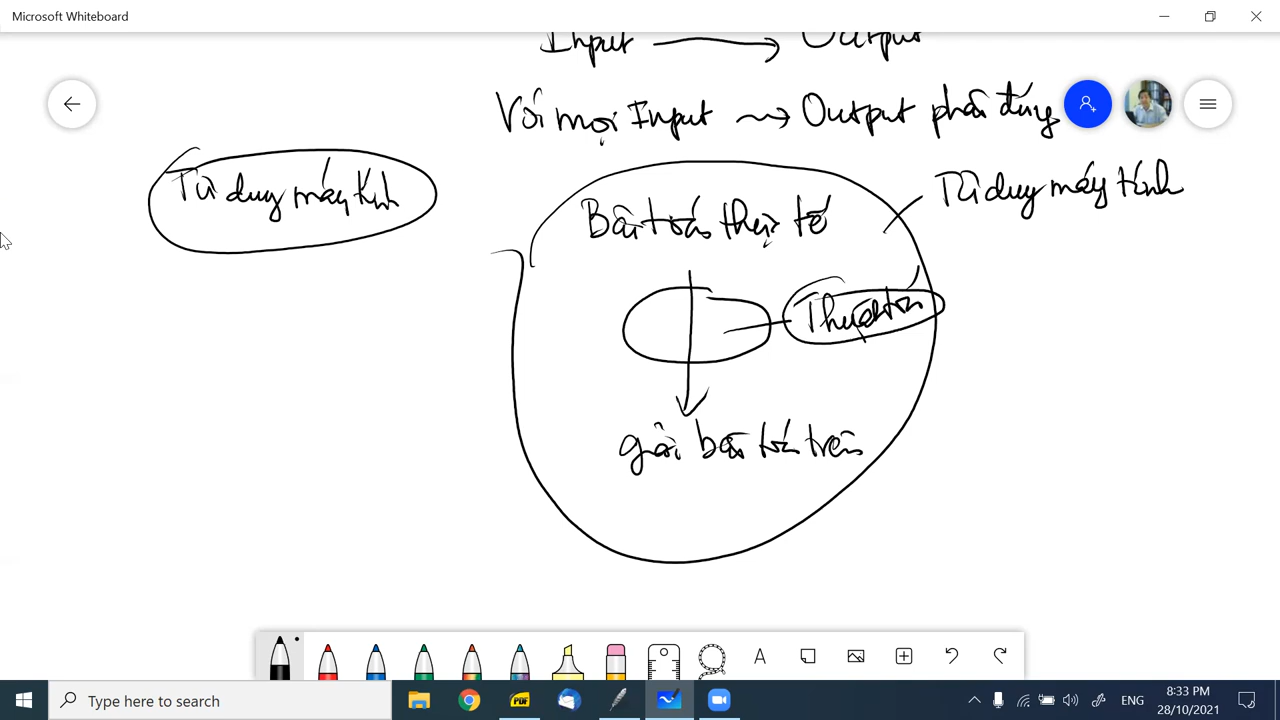 Microsoft Whiteboard
Input → Output
Với mọi Input ⇝ Output phải đúng
Tư duy máy tính
Tư duy máy tính
Bài toán thực tế
Thuật toán
giải bài toán trên
Type here to search
PDF
ENG
8:33 PM
28/10/2021